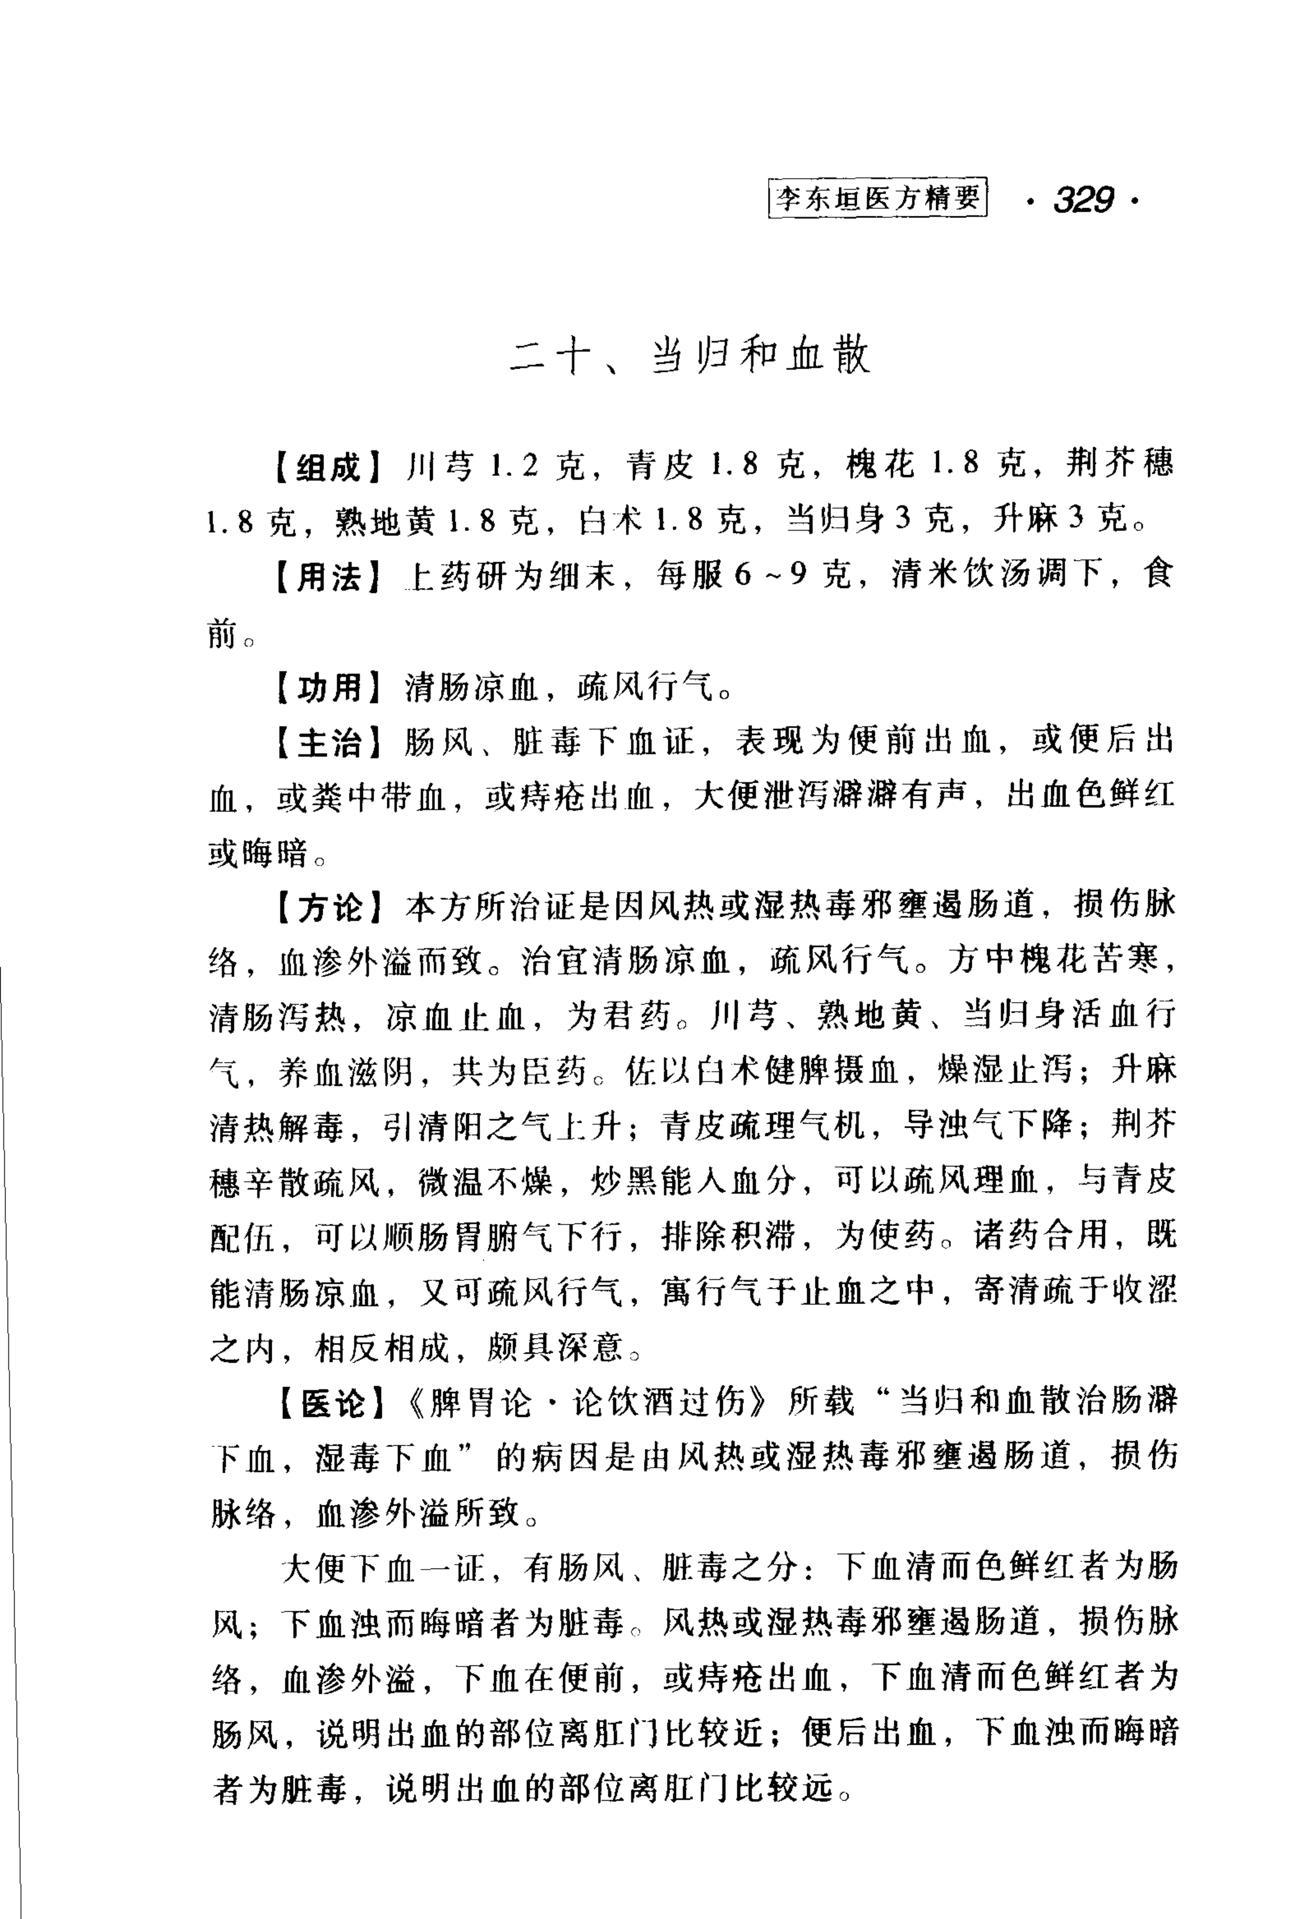 李东垣医方精要 · 329 ·
二十、当归和血散
【组成】川芎 1.2 克，青皮 1.8 克，槐花 1.8 克，荆芥穗
1.8 克，熟地黄 1.8 克，白术 1.8 克，当归身 3 克，升麻 3 克。
【用法】上药研为细末，每服 6～9 克，清米饮汤调下，食
前。
【功用】清肠凉血，疏风行气。
【主治】肠风、脏毒下血证，表现为便前出血，或便后出
血，或粪中带血，或痔疮出血，大便泄泻澼澼有声，出血色鲜红
或晦暗。
【方论】本方所治证是因风热或湿热毒邪壅遏肠道，损伤脉
络，血渗外溢而致。治宜清肠凉血，疏风行气。方中槐花苦寒，
清肠泻热，凉血止血，为君药。川芎、熟地黄、当归身活血行
气，养血滋阴，共为臣药。佐以白术健脾摄血，燥湿止泻；升麻
清热解毒，引清阳之气上升；青皮疏理气机，导浊气下降；荆芥
穗辛散疏风，微温不燥，炒黑能入血分，可以疏风理血，与青皮
配伍，可以顺肠胃腑气下行，排除积滞，为使药。诸药合用，既
能清肠凉血，又可疏风行气，寓行气于止血之中，寄清疏于收涩
之内，相反相成，颇具深意。
【医论】《脾胃论·论饮酒过伤》所载“当归和血散治肠澼
下血，湿毒下血”的病因是由风热或湿热毒邪壅遏肠道，损伤
脉络，血渗外溢所致。
大便下血一证，有肠风、脏毒之分：下血清而色鲜红者为肠
风；下血浊而晦暗者为脏毒。风热或湿热毒邪壅遏肠道，损伤脉
络，血渗外溢，下血在便前，或痔疮出血，下血清而色鲜红者为
肠风，说明出血的部位离肛门比较近；便后出血，下血浊而晦暗
者为脏毒，说明出血的部位离肛门比较远。